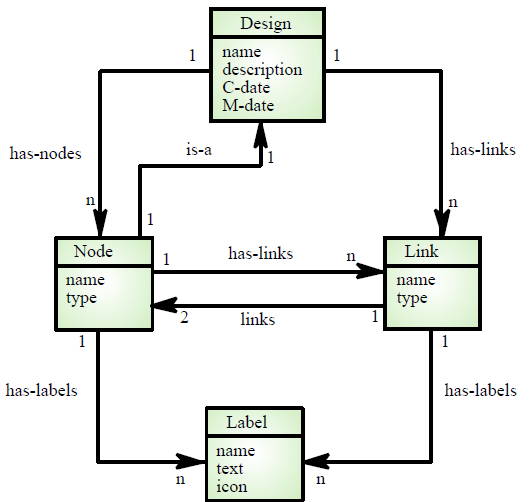 Design
1
1
name
description
C-date
M-date
has-nodes
is-a
1
has-links
n
n
1
Node
name
type
1
has-links
n
Link
name
type
2
links
1
1
1
has-labels
has-labels
Label
name
text
icon
n
n